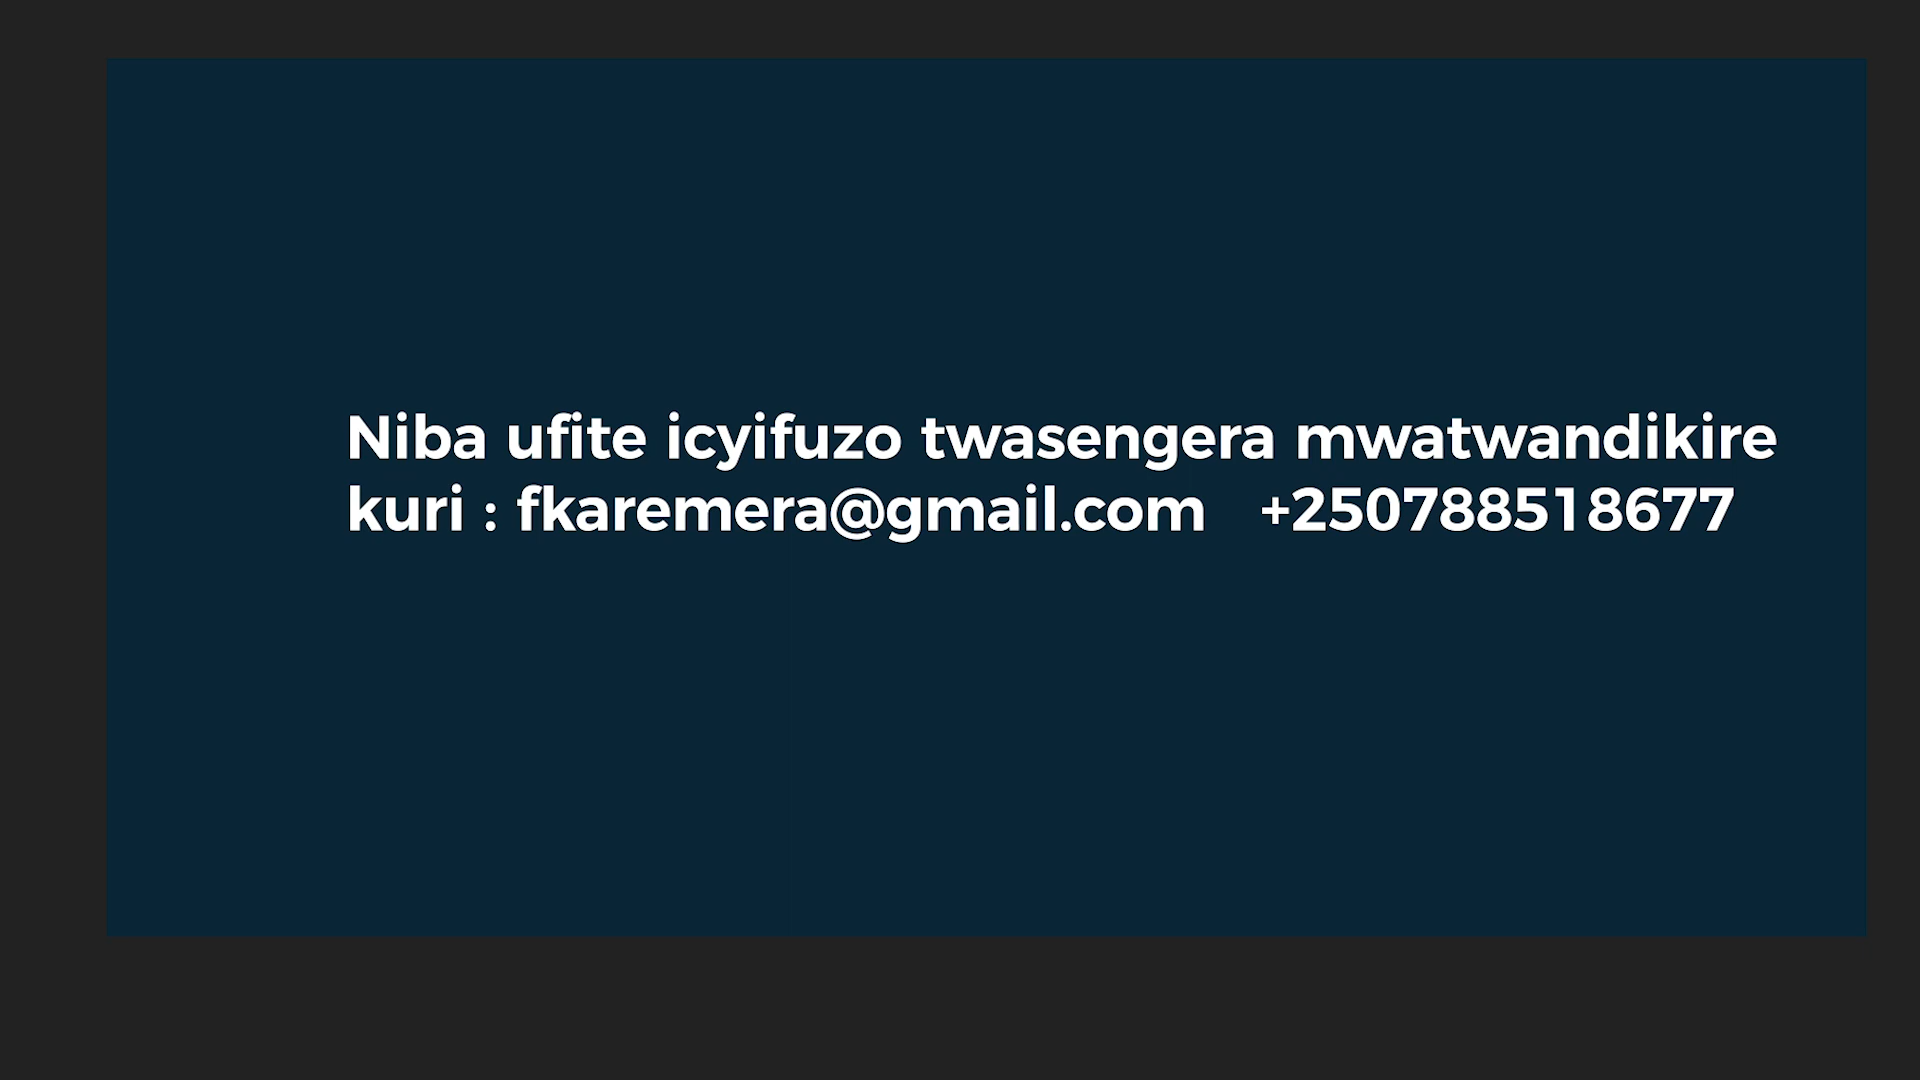 Niba ufite icyifuzo twasengera mwatwandikire
kuri : fkaremera@gmail.com   +250788518677